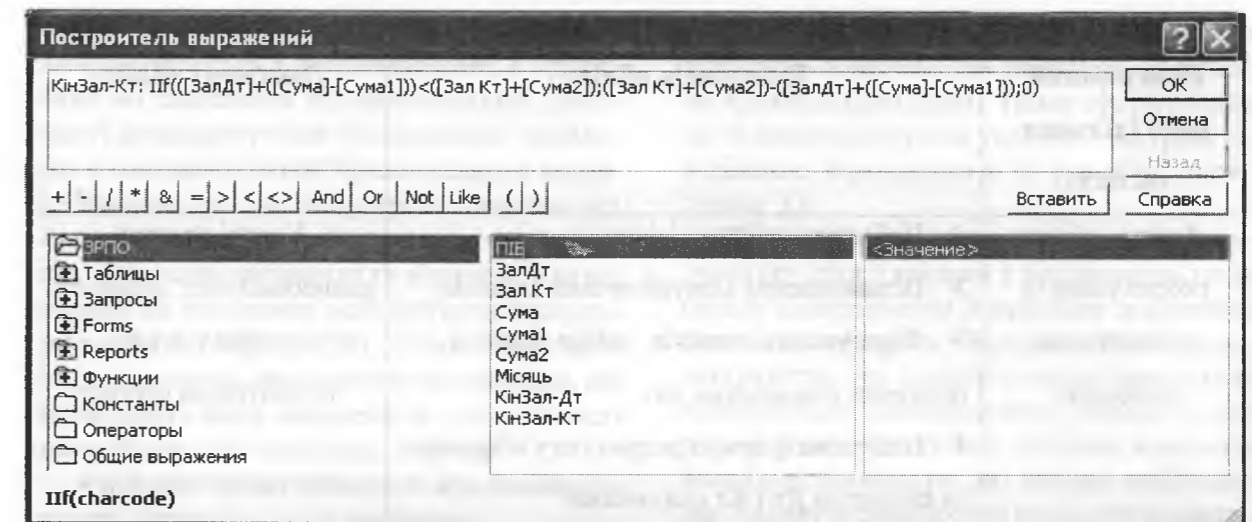 Построитель выражений
КінЗал-Кт: IIf(([ЗалДт]+([Сума]-[Сума1]))<([Зал Кт]+[Сума2]);([Зал Кт]+[Сума2])-([ЗалДт]+([Сума]-[Сума1]));0)
ОК
Отмена
Назад
+ - / * & = > < <> And Or Not Like ( )
Вставить
Справка
ЗРПО
Таблицы
Запросы
Forms
Reports
Функции
Константы
Операторы
Общие выражения
ПІБ
ЗалДт
Зал Кт
Сума
Сума1
Сума2
Місяць
КінЗал-Дт
КінЗал-Кт
<Значение>
IIf(charcode)